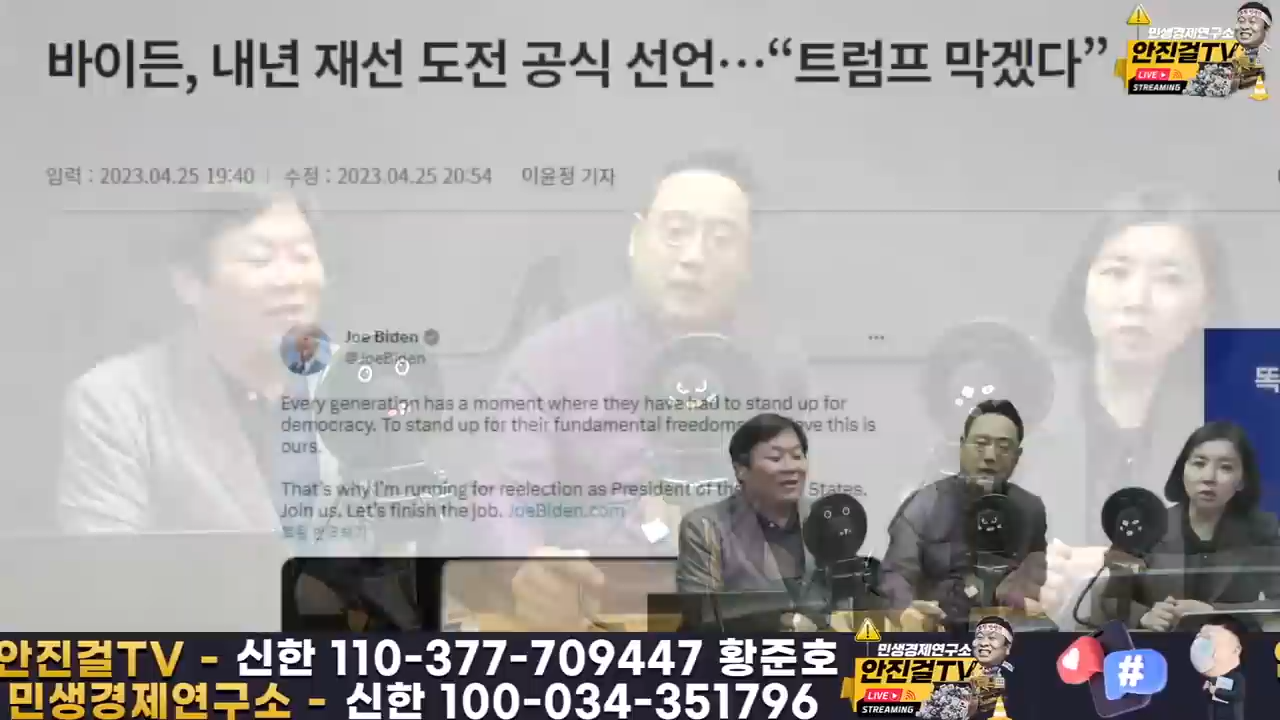 바이든, 내년 재선 도전 공식 선언…“트럼프 막겠다”
민생경제연구소
안진걸TV
LIVE
STREAMING
입력 : 2023.04.25 19:40 | 수정 : 2023.04.25 20:54 이윤정 기자
Joe Biden
@JoeBiden
Every generation has a moment where they have had to stand up for
democracy. To stand up for their fundamental freedoms. ve this is
ours.
That's why I'm running for reelection as President of the States.
Join us. Let's finish the job. JoeBiden.com
똑
안진걸TV - 신한 110-377-709447 황준호
민생경제연구소 - 신한 100-034-351796
민생경제연구소
안진걸TV
LIVE
STREAMING
#